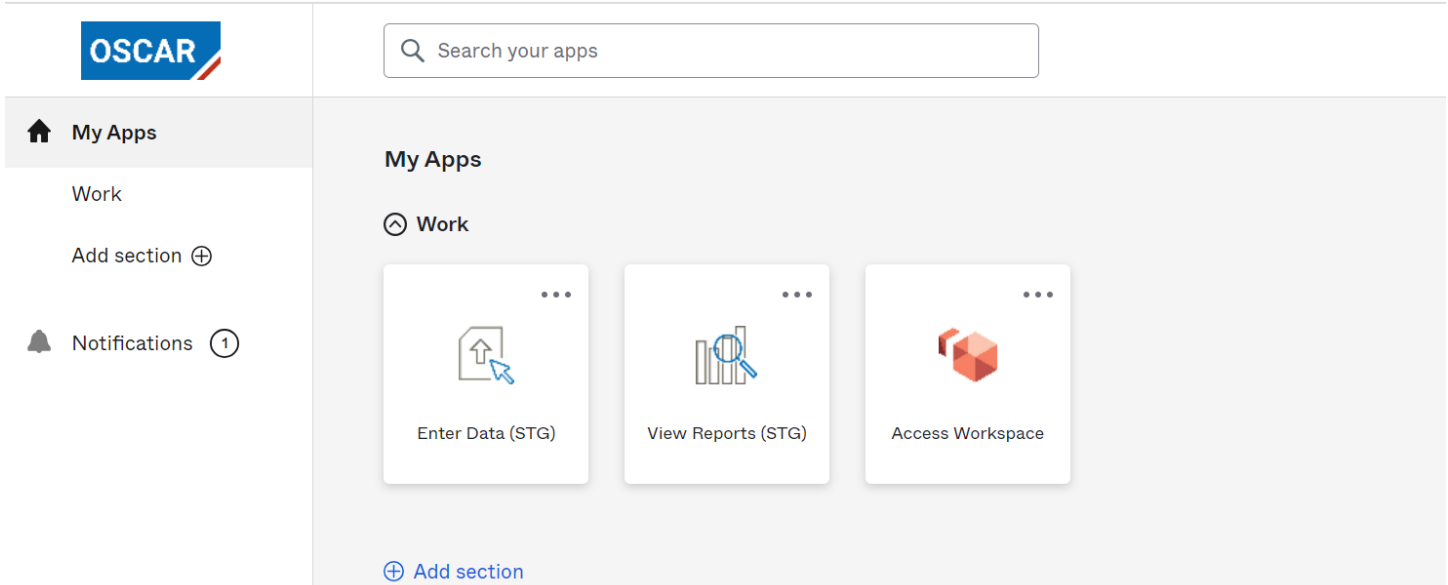 OSCAR
Search your apps
My Apps
Work
Add section
Notifications 1
My Apps
Work
Enter Data (STG)
View Reports (STG)
Access Workspace
Add section